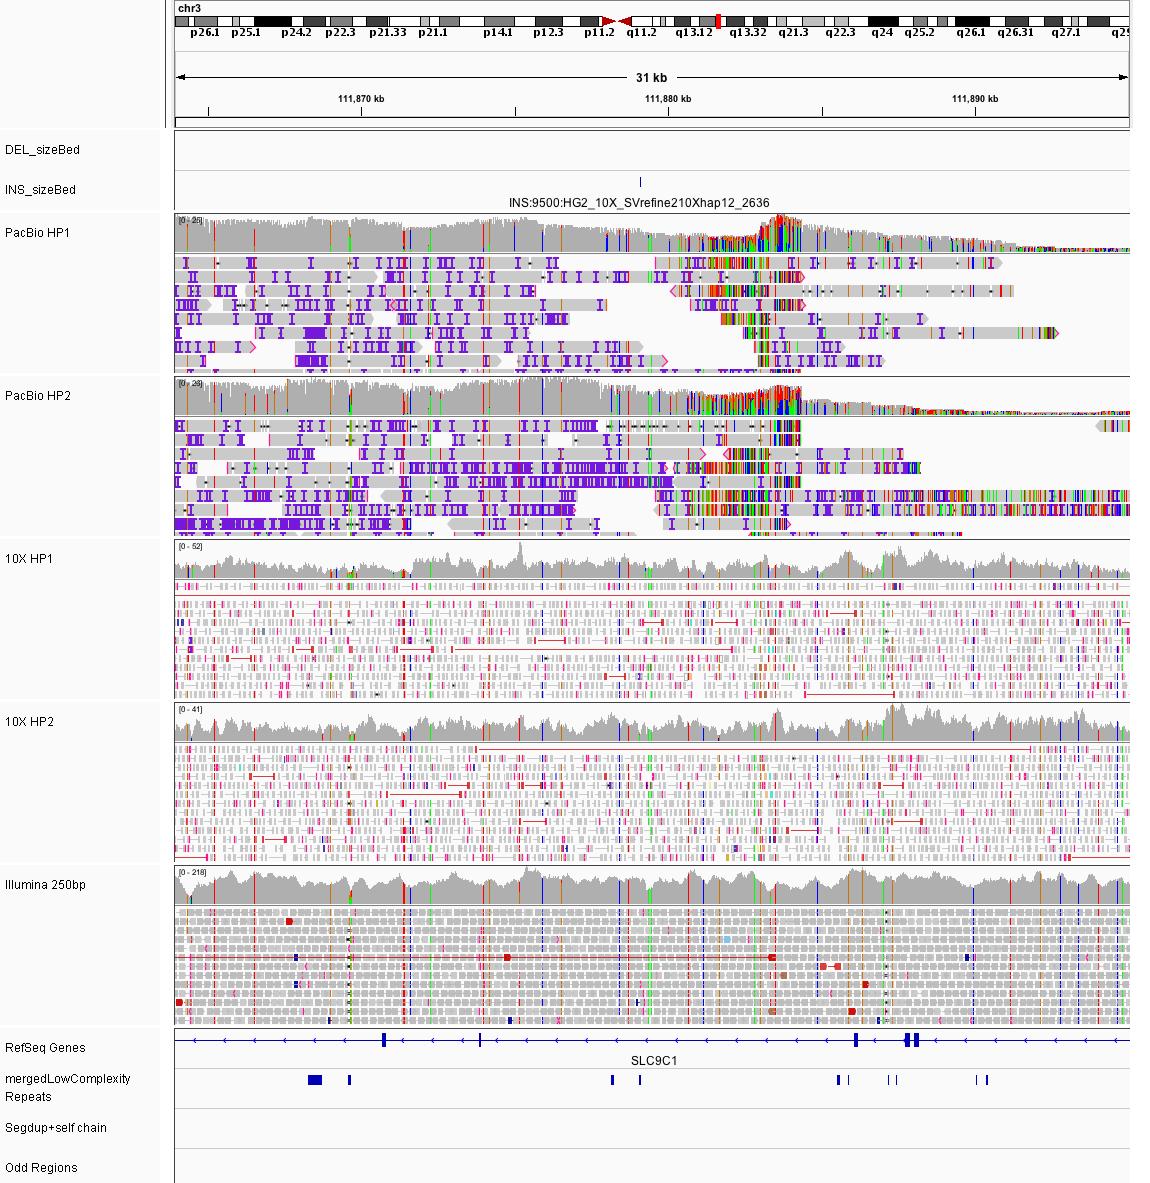 chr3
p26.1 p25.1 p24.2 p22.3 p21.33 p21.1 p14.1 p12.3 p11.2 q11.2 q13.12 q13.32 q21.3 q22.3 q24 q25.2 q26.1 q26.31 q27.1 q29
31 kb
111,870 kb 111,880 kb 111,890 kb
DEL_sizeBed
INS_sizeBed
INS:9500:HG2_10X_SVrefine210Xhap12_2636
[0 - 25]
PacBio HP1
[0 - 26]
PacBio HP2
[0 - 52]
10X HP1
[0 - 41]
10X HP2
[0 - 218]
Illumina 250bp
RefSeq Genes
SLC9C1
mergedLowComplexity
Repeats
Segdup+self chain
Odd Regions